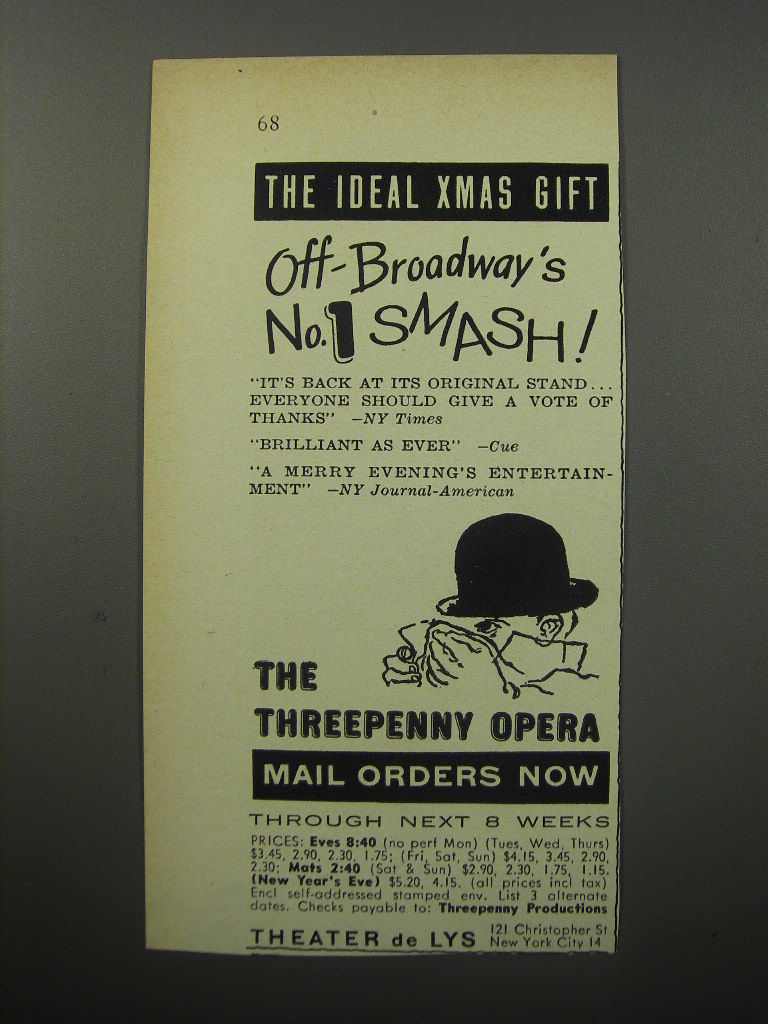 68
THE IDEAL XMAS GIFT
Off-Broadway's
No.1 SMASH!
"IT'S BACK AT ITS ORIGINAL STAND...
EVERYONE SHOULD GIVE A VOTE OF
THANKS" —NY Times
"BRILLIANT AS EVER" —Cue
"A MERRY EVENING'S ENTERTAIN-
MENT" —NY Journal-American
THE
THREEPENNY OPERA
MAIL ORDERS NOW
THROUGH NEXT 8 WEEKS
PRICES: Eves 8:40 (no perf Mon) (Tues, Wed, Thurs)
$3.45, 2.90, 2.30, 1.75; (Fri, Sat, Sun) $4.15, 3.45, 2.90,
2.30; Mats 2:40 (Sat & Sun) $2.90, 2.30, 1.75, 1.15.
(New Year's Eve) $5.20, 4.15. (all prices incl tax)
Encl self-addressed stamped env. List 3 alternate
dates. Checks payable to: Threepenny Productions
THEATER de LYS 121 Christopher St
New York City 14